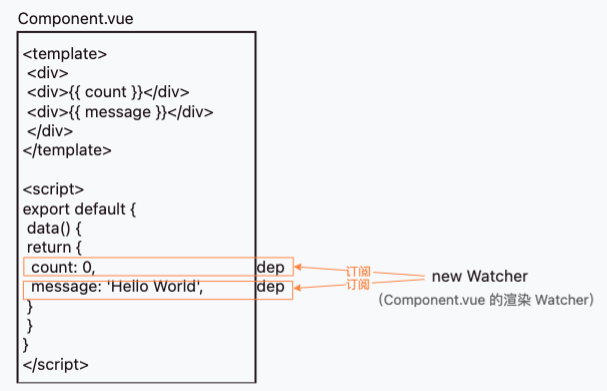 Component.vue
<template>
<div>
<div>{{ count }}</div>
<div>{{ message }}</div>
</div>
</template>
<script>
export default {
data() {
return {
count: 0, dep
订阅
message: 'Hello World', dep
订阅
new Watcher
(Component.vue 的渲染 Watcher)
}
}
}
</script>